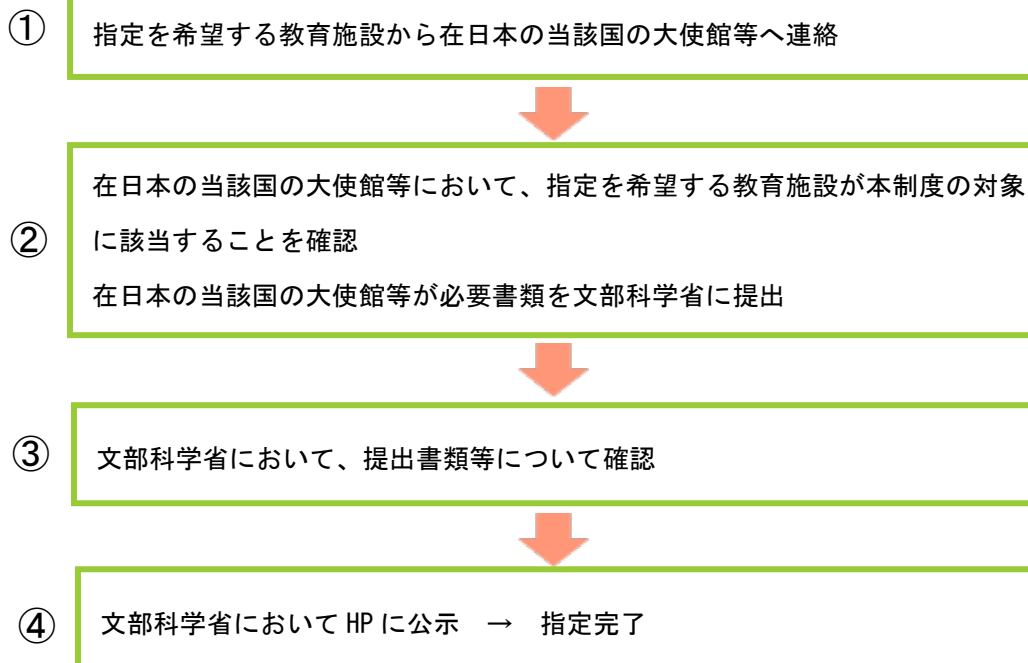 ① 指定を希望する教育施設から在日本の当該国の大使館等へ連絡
在日本の当該国の大使館等において、指定を希望する教育施設が本制度の対象
② に該当することを確認
在日本の当該国の大使館等が必要書類を文部科学省に提出
③ 文部科学省において、提出書類等について確認
④ 文部科学省において HP に公示　→　指定完了